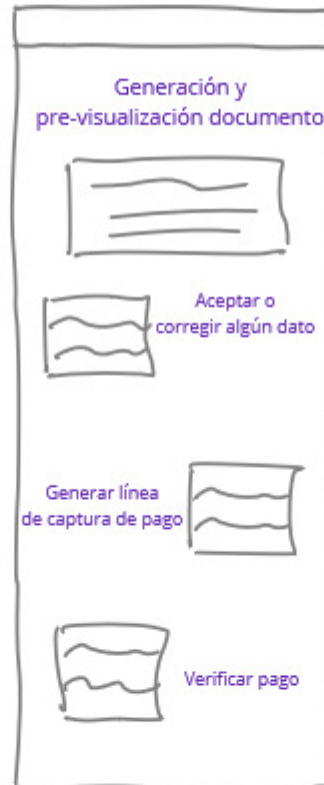 Generación y
pre-visualización documento
Aceptar o
corregir algún dato
Generar línea
de captura de pago
Verificar pago